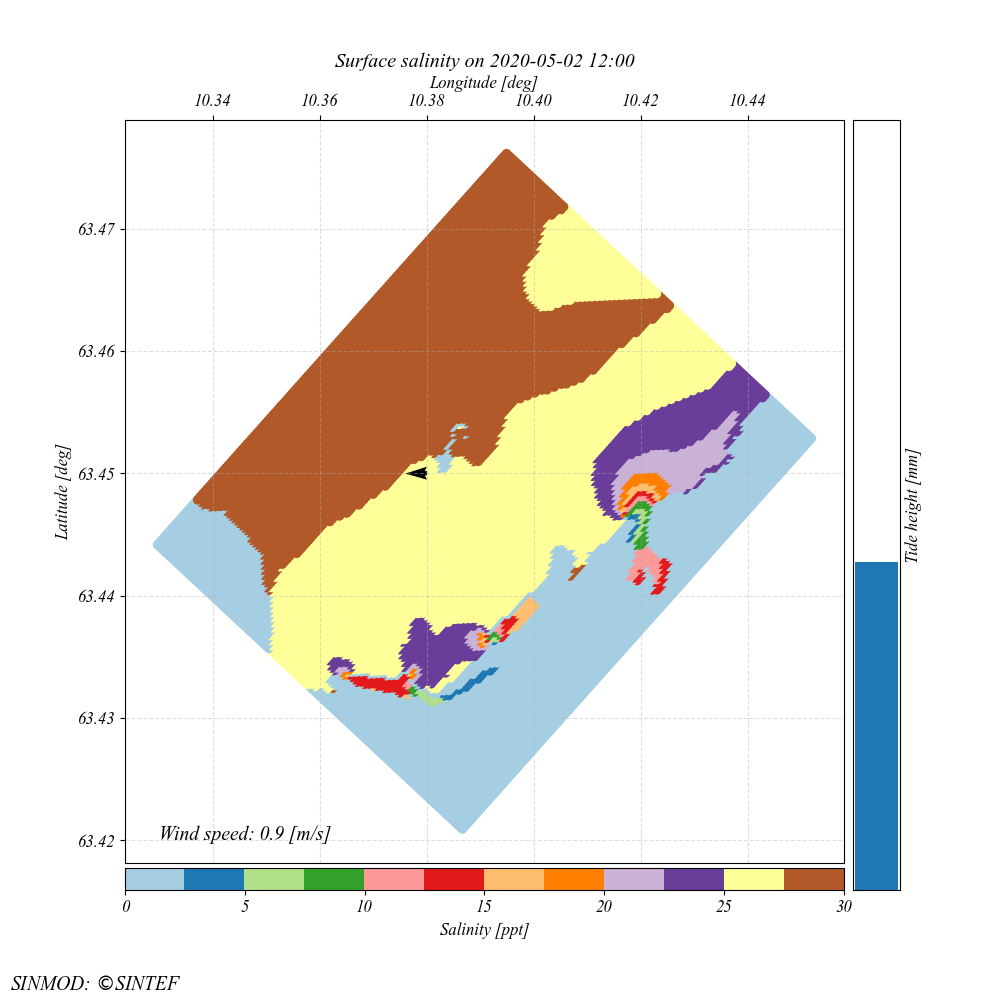 Surface salinity on 2020-05-02 12:00
Longitude [deg]
10.34 10.36 10.38 10.40 10.42 10.44
63.47
63.46
63.45
63.44
63.43
63.42
Latitude [deg]
Tide height [mm]
Wind speed: 0.9 [m/s]
0 5 10 15 20 25 30
Salinity [ppt]
SINMOD: ©SINTEF